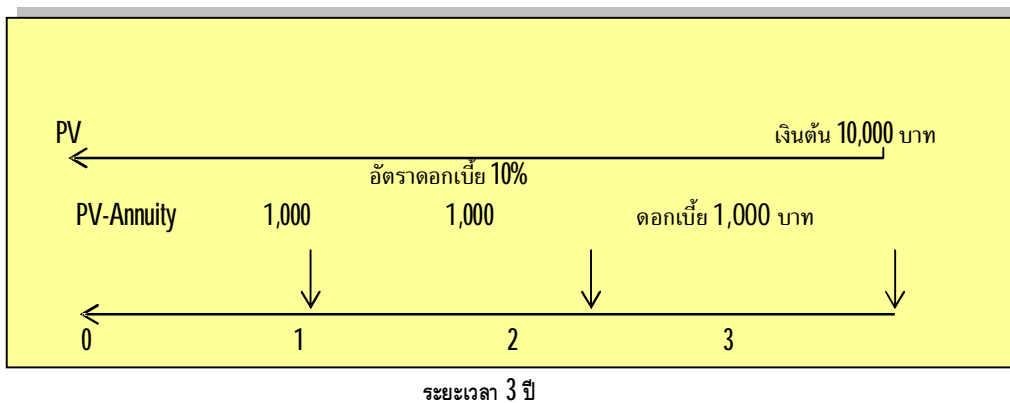 PV เงินต้น 10,000 บาท
อัตราดอกเบี้ย 10%
PV-Annuity 1,000 1,000 ดอกเบี้ย 1,000 บาท
0 1 2 3
ระยะเวลา 3 ปี